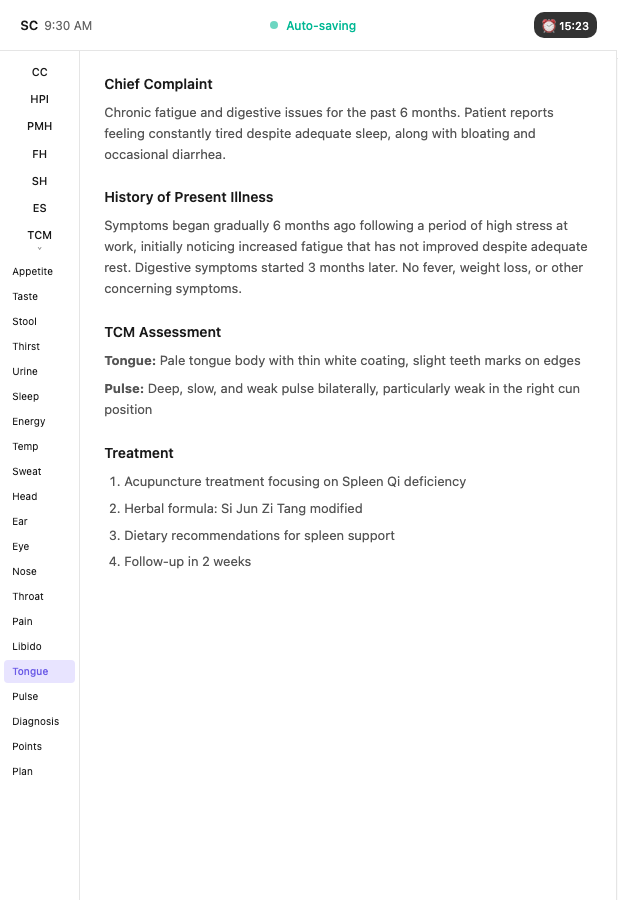 SC 9:30 AM
Auto-saving
⏰ 15:23
CC
HPI
PMH
FH
SH
ES
TCM
Appetite
Taste
Stool
Thirst
Urine
Sleep
Energy
Temp
Sweat
Head
Ear
Eye
Nose
Throat
Pain
Libido
Tongue
Pulse
Diagnosis
Points
Plan
Chief Complaint
Chronic fatigue and digestive issues for the past 6 months. Patient reports
feeling constantly tired despite adequate sleep, along with bloating and
occasional diarrhea.
History of Present Illness
Symptoms began gradually 6 months ago following a period of high stress at
work, initially noticing increased fatigue that has not improved despite adequate
rest. Digestive symptoms started 3 months later. No fever, weight loss, or other
concerning symptoms.
TCM Assessment
Tongue: Pale tongue body with thin white coating, slight teeth marks on edges
Pulse: Deep, slow, and weak pulse bilaterally, particularly weak in the right cun
position
Treatment
1. Acupuncture treatment focusing on Spleen Qi deficiency
2. Herbal formula: Si Jun Zi Tang modified
3. Dietary recommendations for spleen support
4. Follow-up in 2 weeks